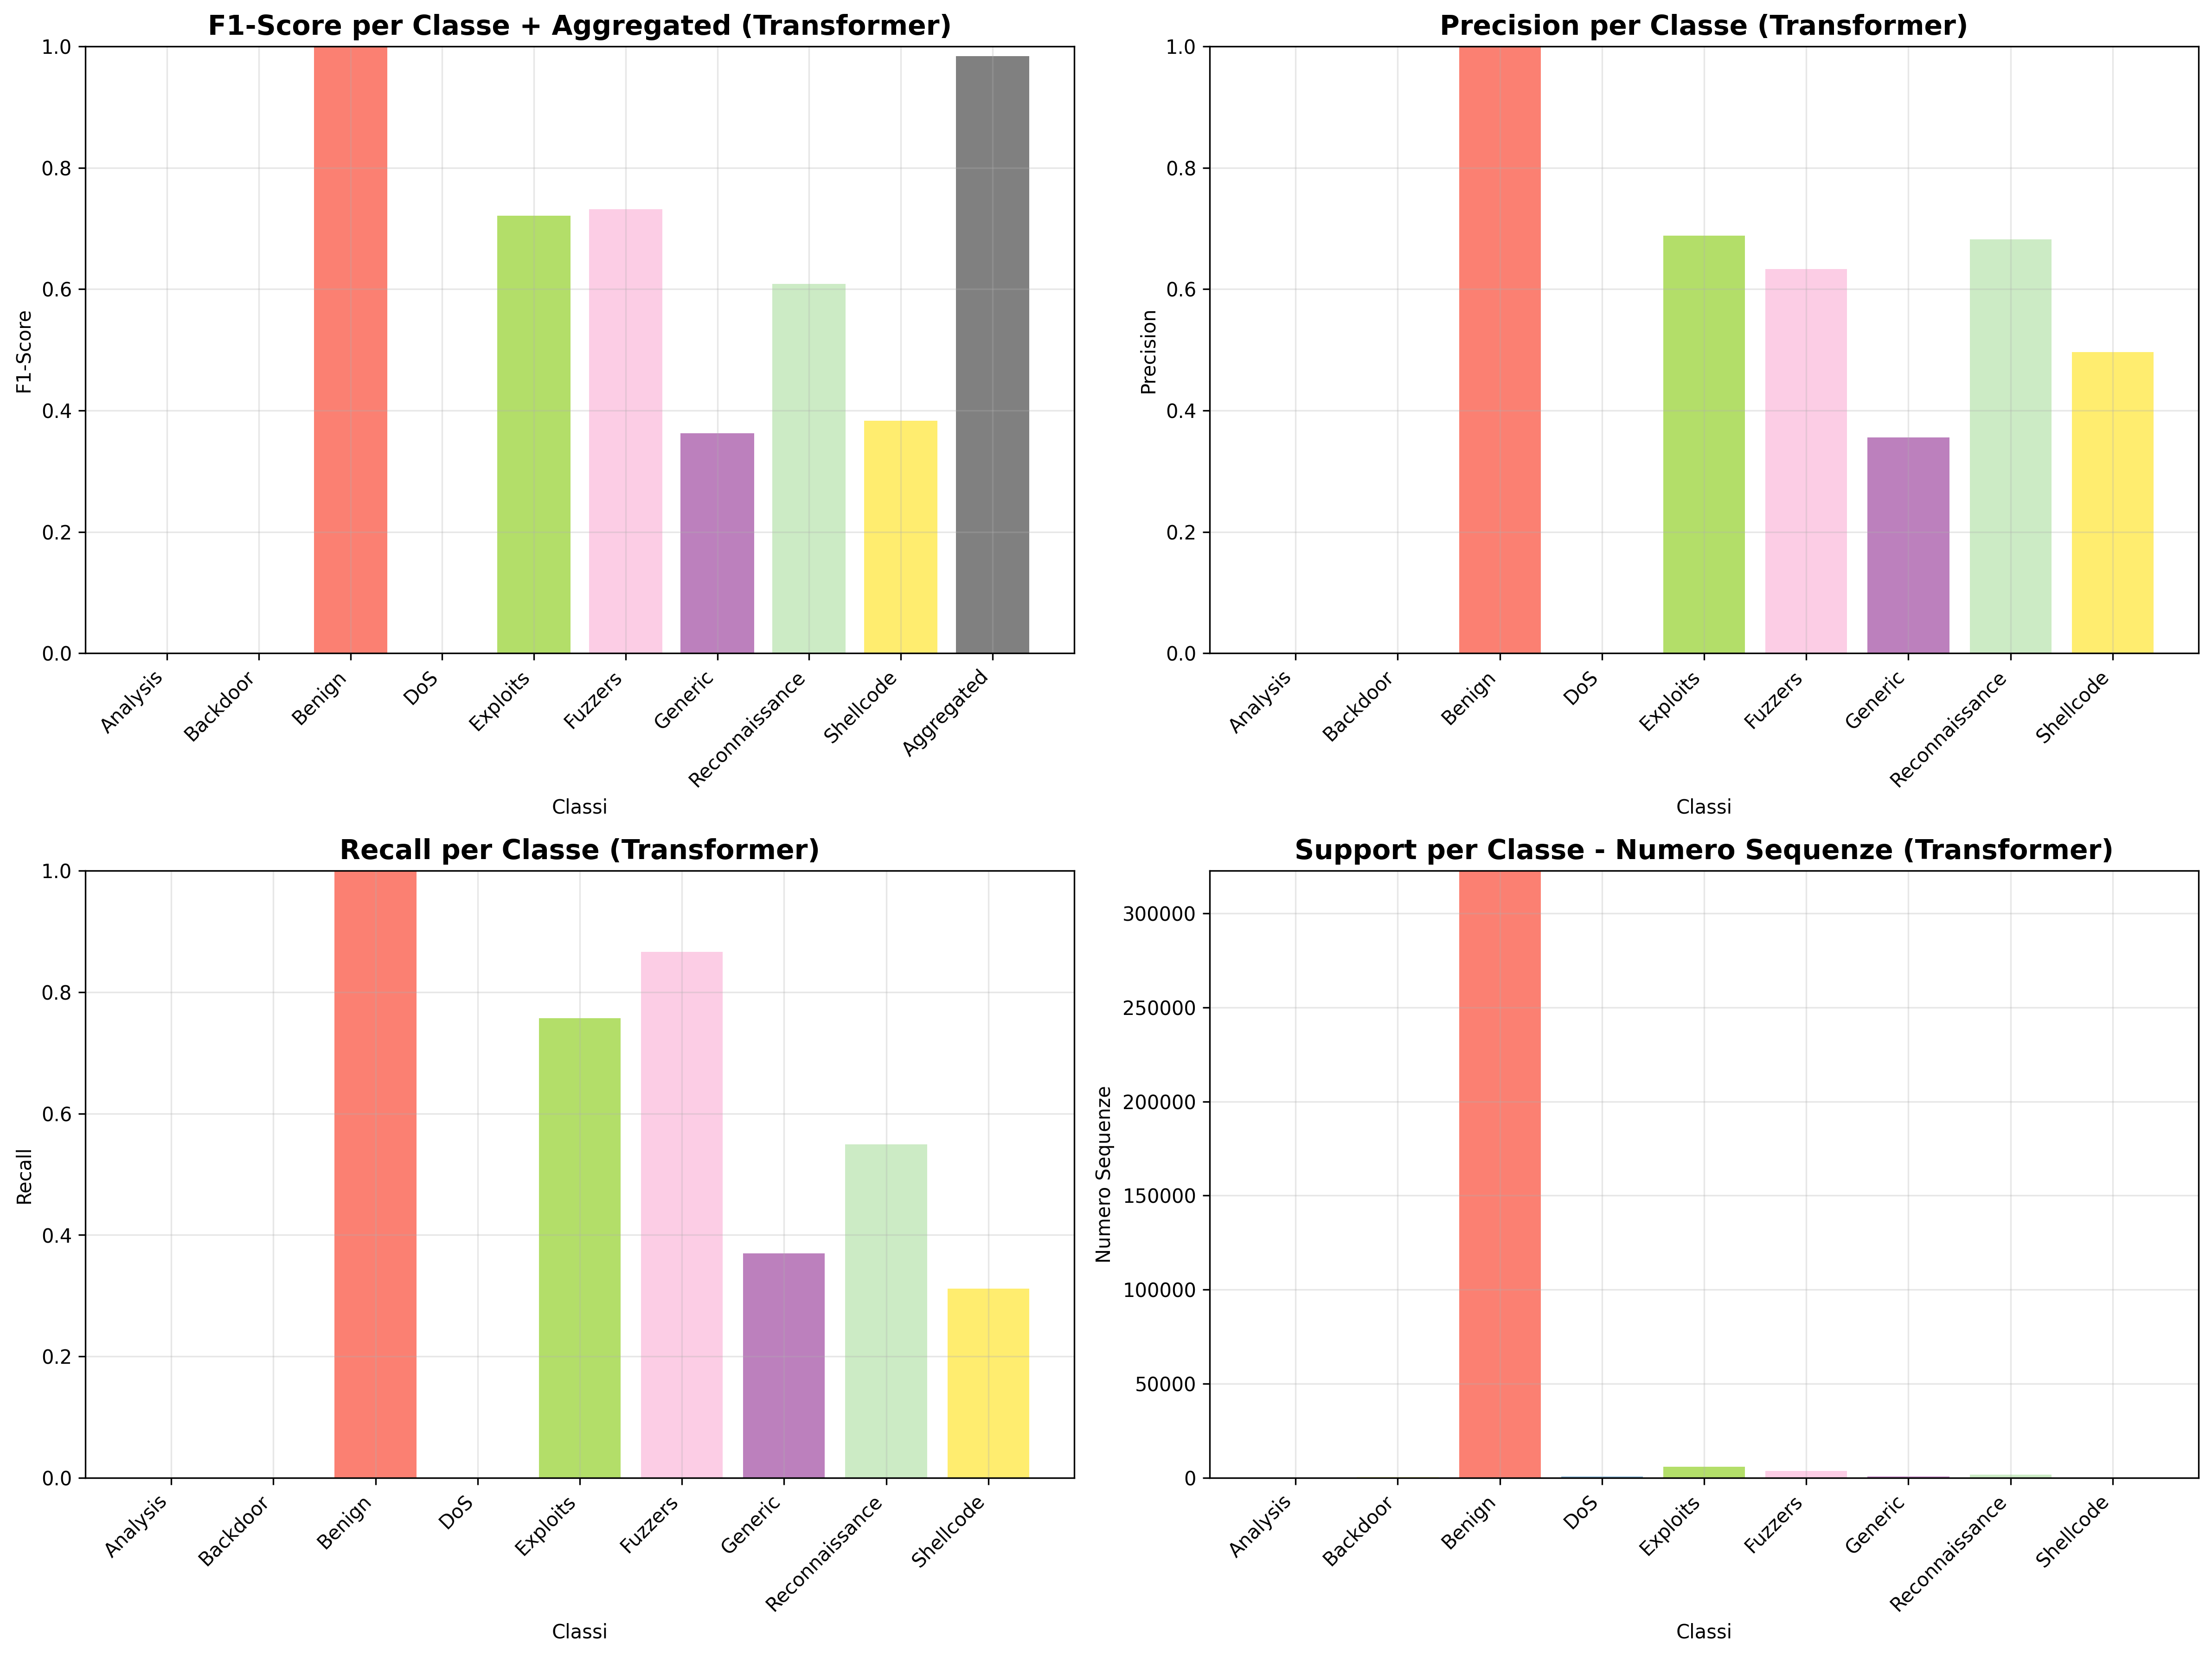 F1-Score per Classe + Aggregated (Transformer)
1.0
0.8
0.6
0.4
0.2
0.0
F1-Score
Analysis
Backdoor
Benign
DoS
Exploits
Fuzzers
Generic
Reconnaissance
Shellcode
Aggregated
Classi
Precision per Classe (Transformer)
1.0
0.8
0.6
0.4
0.2
0.0
Precision
Analysis
Backdoor
Benign
DoS
Exploits
Fuzzers
Generic
Reconnaissance
Shellcode
Classi
Recall per Classe (Transformer)
1.0
0.8
0.6
0.4
0.2
0.0
Recall
Analysis
Backdoor
Benign
DoS
Exploits
Fuzzers
Generic
Reconnaissance
Shellcode
Classi
Support per Classe - Numero Sequenze (Transformer)
300000
250000
200000
150000
100000
50000
0
Numero Sequenze
Analysis
Backdoor
Benign
DoS
Exploits
Fuzzers
Generic
Reconnaissance
Shellcode
Classi